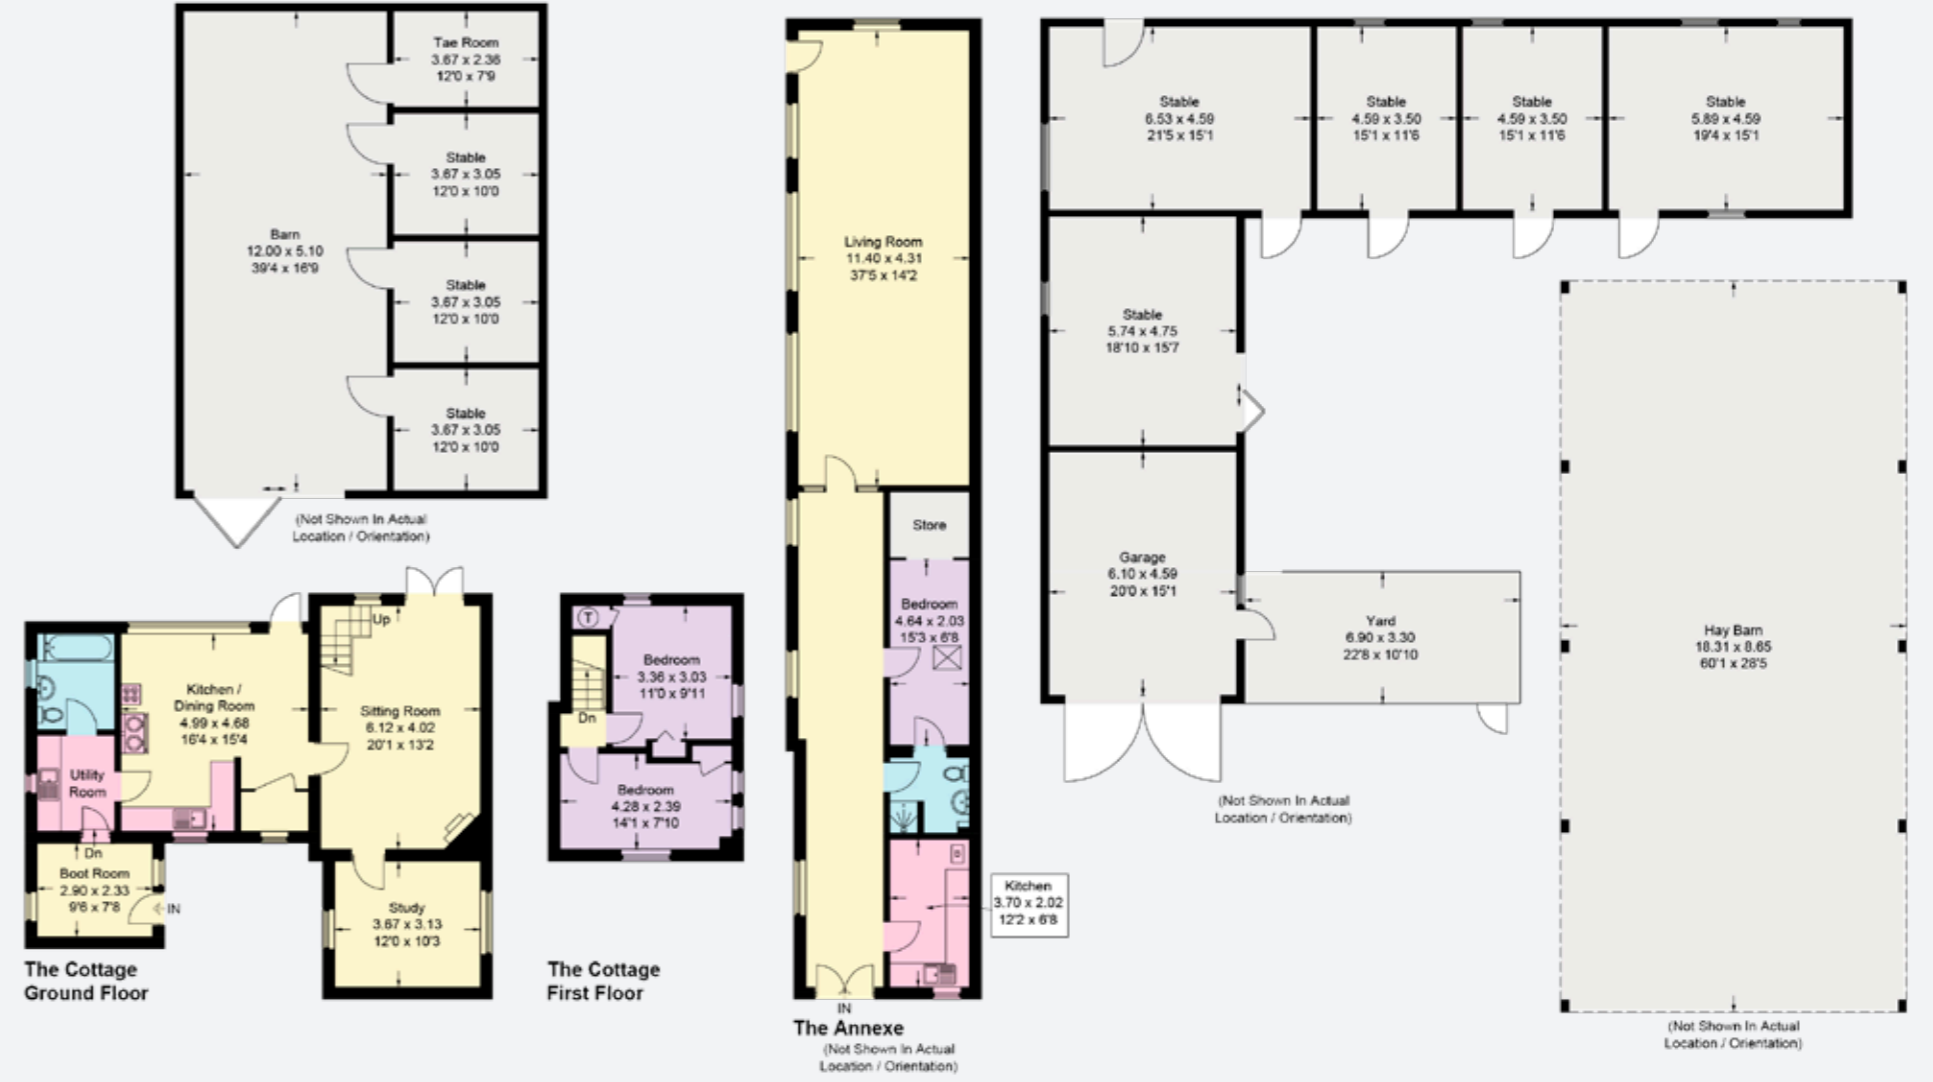 Tae Room
3.67 x 2.36
12'0 x 7'9
Stable
3.67 x 3.05
12'0 x 10'0
Barn
12.00 x 5.10
39'4 x 16'9
Stable
3.67 x 3.05
12'0 x 10'0
Stable
3.67 x 3.05
12'0 x 10'0
(Not Shown In Actual
Location / Orientation)
Kitchen /
Dining Room
4.99 x 4.68
16'4 x 15'4
Up
Sitting Room
6.12 x 4.02
20'1 x 13'2
Utility
Room
Dn
Boot Room
2.90 x 2.33
9'6 x 7'8
IN
Study
3.67 x 3.13
12'0 x 10'3
The Cottage
Ground Floor
T
Bedroom
3.36 x 3.03
11'0 x 9'11
Dn
Bedroom
4.28 x 2.39
14'1 x 7'10
The Cottage
First Floor
Living Room
11.40 x 4.31
37'5 x 14'2
Store
Bedroom
4.64 x 2.03
15'3 x 6'8
Kitchen
3.70 x 2.02
12'2 x 6'8
IN
The Annexe
(Not Shown In Actual
Location / Orientation)
Stable
6.53 x 4.59
21'5 x 15'1
Stable
4.59 x 3.50
15'1 x 11'6
Stable
4.59 x 3.50
15'1 x 11'6
Stable
5.89 x 4.59
19'4 x 15'1
Stable
5.74 x 4.75
18'10 x 15'7
Garage
6.10 x 4.59
20'0 x 15'1
Yard
6.90 x 3.30
22'8 x 10'10
(Not Shown In Actual
Location / Orientation)
Hay Barn
18.31 x 8.65
60'1 x 28'5
(Not Shown In Actual
Location / Orientation)